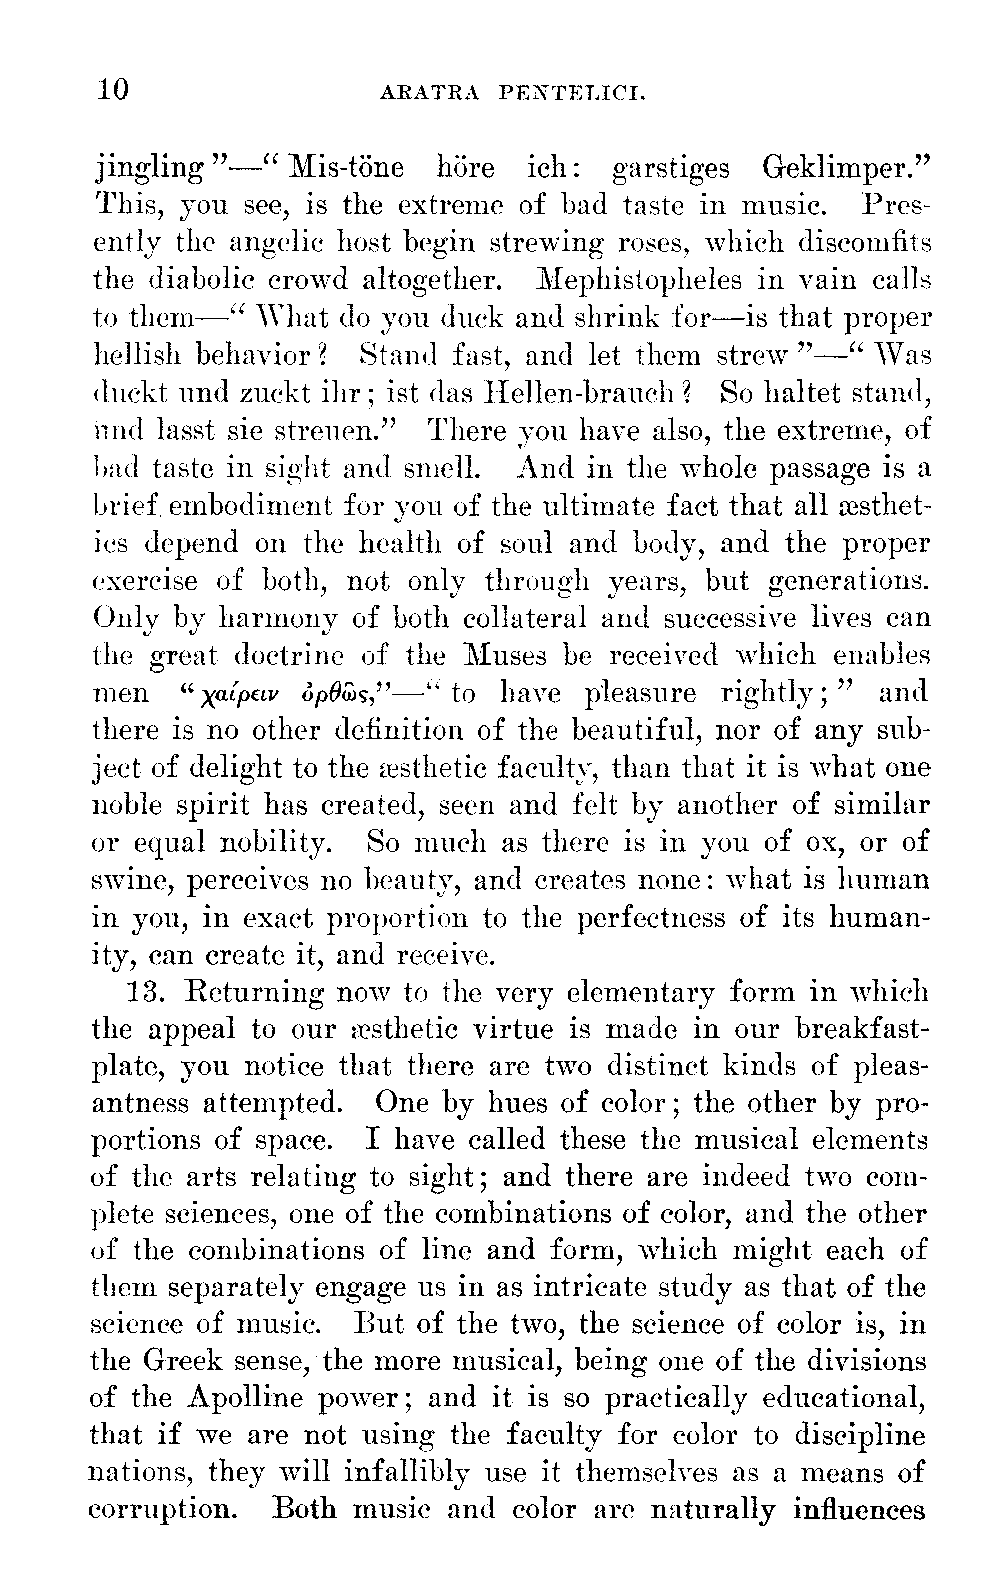 10 ARATRA PENTELICI.
jingling”—“Mis-töne höre ich: garstiges Geklimper.”
This, you see, is the extreme of bad taste in music. Pres-
ently the angelic host begin strewing roses, which discomfits
the diabolic crowd altogether. Mephistopheles in vain calls
to them—“What do you duck and shrink for—is that proper
hellish behavior? Stand fast, and let them strew”—“Was
duckt und zuckt ihr; ist das Hellen-brauch? So haltet stand,
und lasst sie streuen.” There you have also, the extreme, of
bad taste in sight and smell. And in the whole passage is a
brief embodiment for you of the ultimate fact that all æsthet-
ics depend on the health of soul and body, and the proper
exercise of both, not only through years, but generations.
Only by harmony of both collateral and successive lives can
the great doctrine of the Muses be received which enables
men “χαίρειν ὀρθῶς,”—“to have pleasure rightly;” and
there is no other definition of the beautiful, nor of any sub-
ject of delight to the æsthetic faculty, than that it is what one
noble spirit has created, seen and felt by another of similar
or equal nobility. So much as there is in you of ox, or of
swine, perceives no beauty, and creates none: what is human
in you, in exact proportion to the perfectness of its human-
ity, can create it, and receive.
13. Returning now to the very elementary form in which
the appeal to our æsthetic virtue is made in our breakfast-
plate, you notice that there are two distinct kinds of pleas-
antness attempted. One by hues of color; the other by pro-
portions of space. I have called these the musical elements
of the arts relating to sight; and there are indeed two com-
plete sciences, one of the combinations of color, and the other
of the combinations of line and form, which might each of
them separately engage us in as intricate study as that of the
science of music. But of the two, the science of color is, in
the Greek sense, the more musical, being one of the divisions
of the Apolline power; and it is so practically educational,
that if we are not using the faculty for color to discipline
nations, they will infallibly use it themselves as a means of
corruption. Both music and color are naturally influences